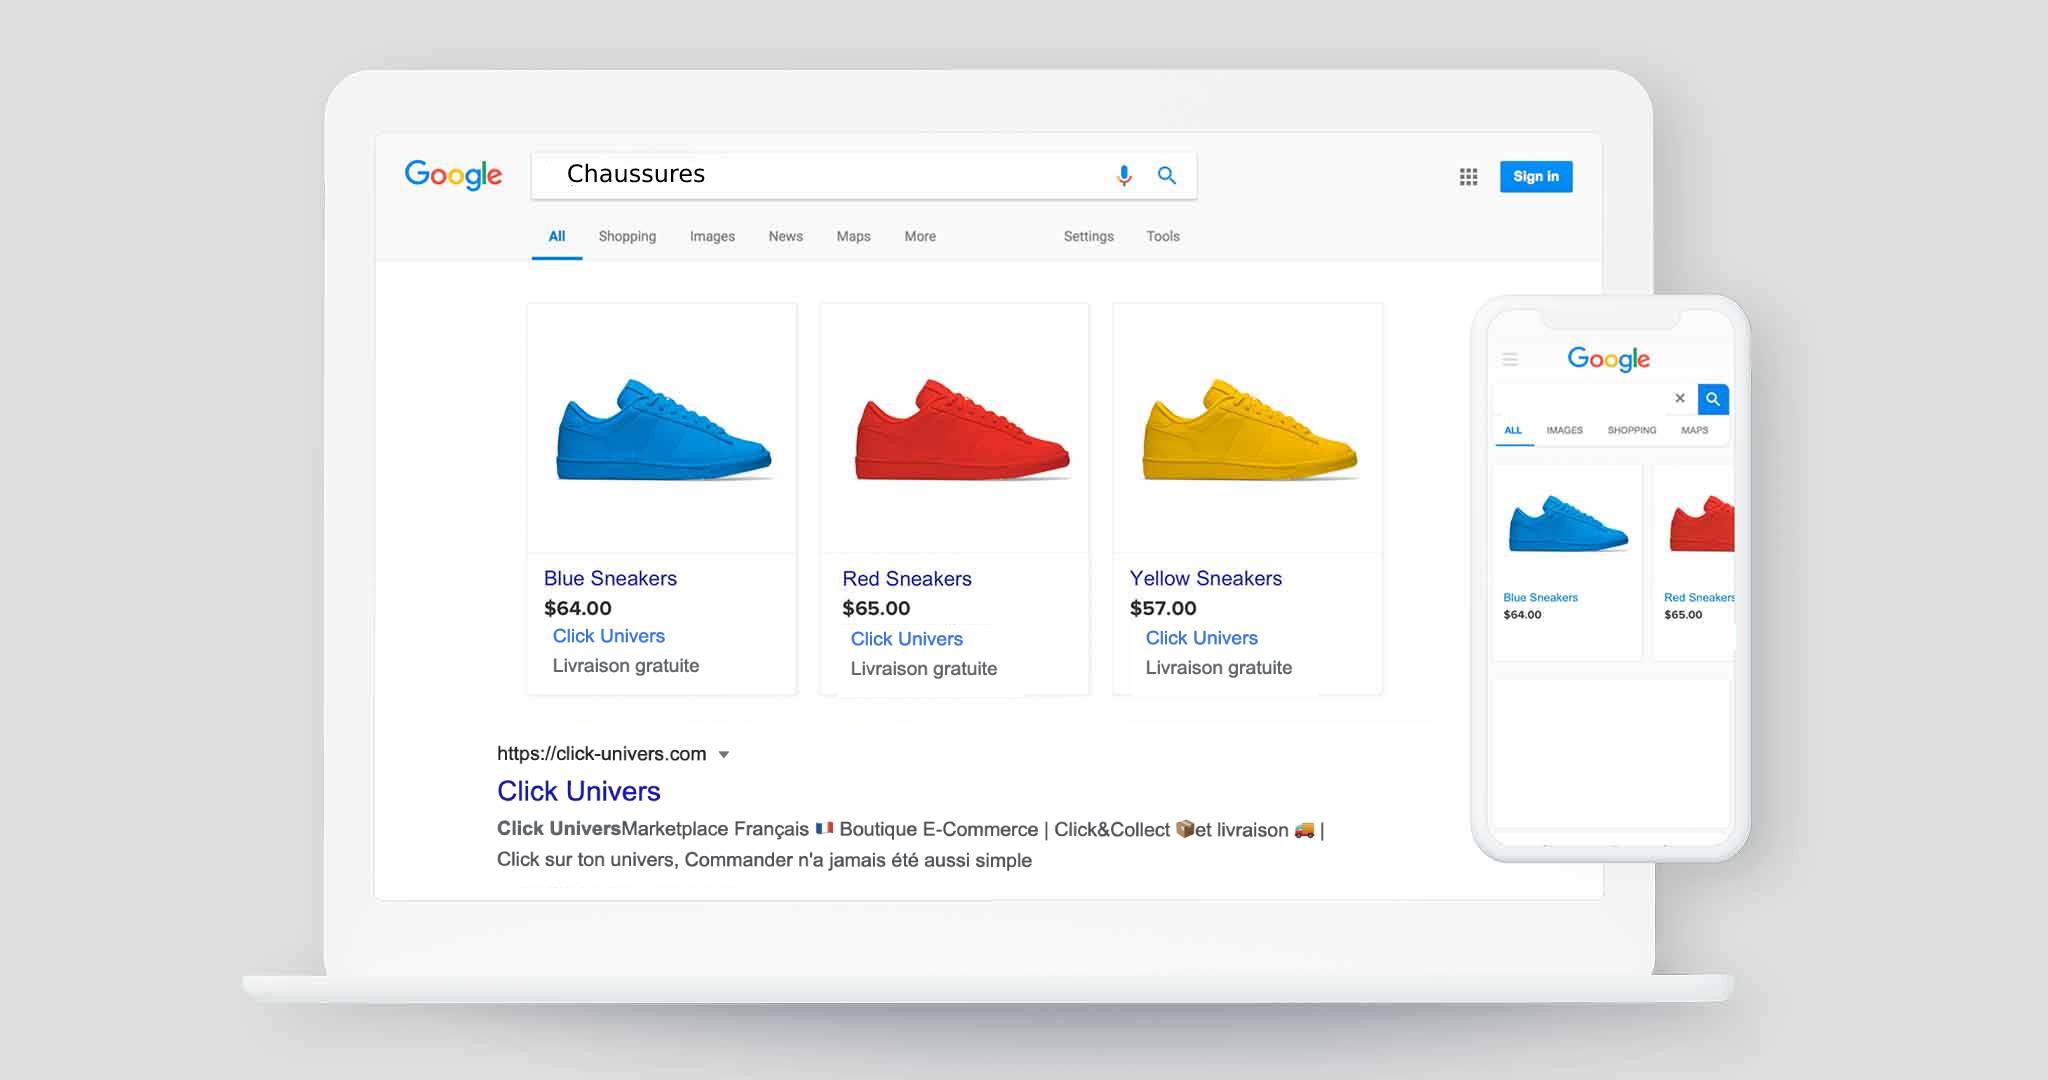 Google
Chaussures
Sign in
All Shopping Images News Maps More Settings Tools
Blue Sneakers
$64.00
Click Univers
Livraison gratuite
Red Sneakers
$65.00
Click Univers
Livraison gratuite
Yellow Sneakers
$57.00
Click Univers
Livraison gratuite
https://click-univers.com
Click Univers
Click UniversMarketplace Français 🇫🇷 Boutique E-Commerce | Click&Collect 📦et livraison 🚚 |
Click sur ton univers, Commander n'a jamais été aussi simple
Google
ALL IMAGES SHOPPING MAPS
Blue Sneakers
$64.00
Red Sneakers
$65.00